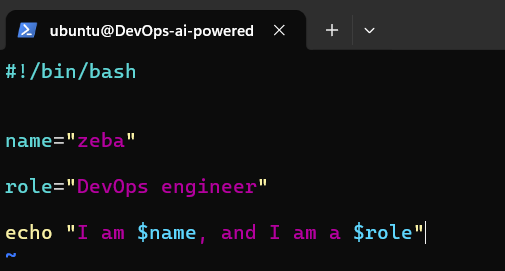 ubuntu@DevOps-ai-powered
#!/bin/bash
name="zeba"
role="DevOps engineer"
echo "I am $name, and I am a $role"
~